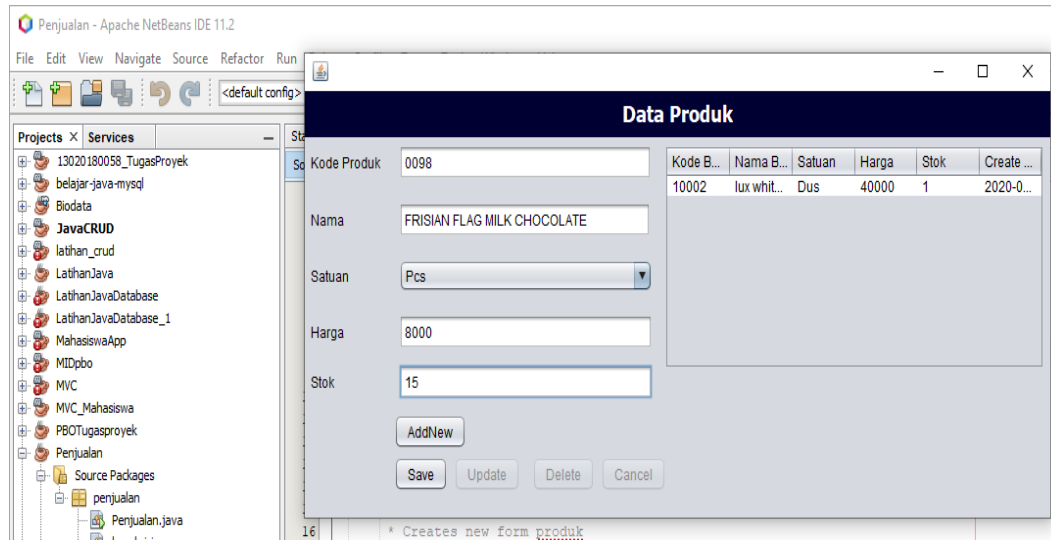 Penjualan - Apache NetBeans IDE 11.2
File Edit View Navigate Source Refactor Run
<default config>
Projects X Services
13020180058_TugasProyek
belajar-java-mysql
Biodata
JavaCRUD
latihan_crud
LatihanJava
LatihanJavaDatabase
LatihanJavaDatabase_1
MahasiswaApp
MIDpbo
MVC
MVC_Mahasiswa
PBOTugasproyek
Penjualan
Source Packages
penjualan
Penjualan.java
Data Produk
Kode Produk 0098
Nama FRISIAN FLAG MILK CHOCOLATE
Satuan Pcs
Harga 8000
Stok 15
AddNew
Save Update Delete Cancel
Kode B... Nama B... Satuan Harga Stok Create ...
10002 lux whit... Dus 40000 1 2020-0...
16 * Creates new form produk